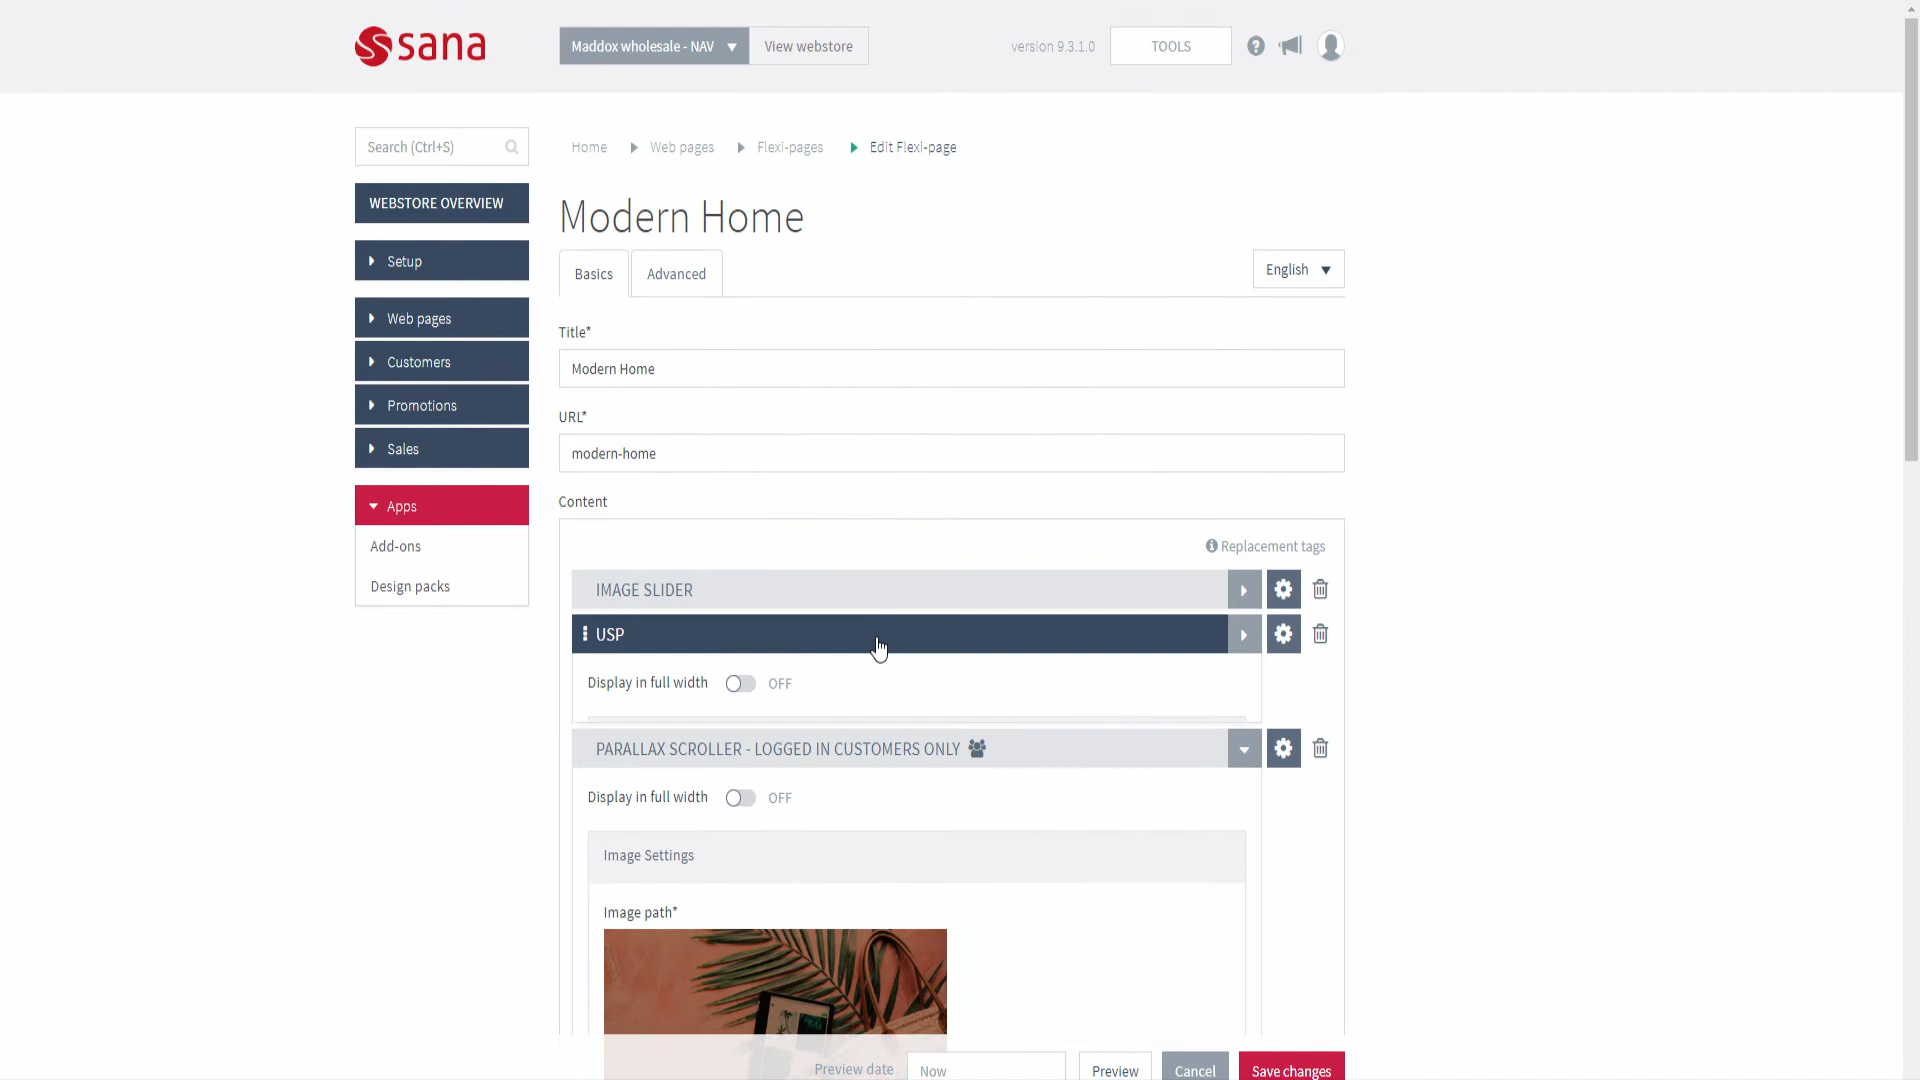 sana
Maddox wholesale - NAV
View webstore
version 9.3.1.0
TOOLS
Search (Ctrl+S)
Home
Web pages
Flexi-pages
Edit Flexi-page
WEBSTORE OVERVIEW
Setup
Web pages
Customers
Promotions
Sales
Apps
Add-ons
Design packs
Modern Home
Basics
Advanced
English
Title*
Modern Home
URL*
modern-home
Content
Replacement tags
IMAGE SLIDER
USP
Display in full width OFF
PARALLAX SCROLLER - LOGGED IN CUSTOMERS ONLY
Display in full width OFF
Image Settings
Image path*
Preview date Now Preview Cancel Save changes